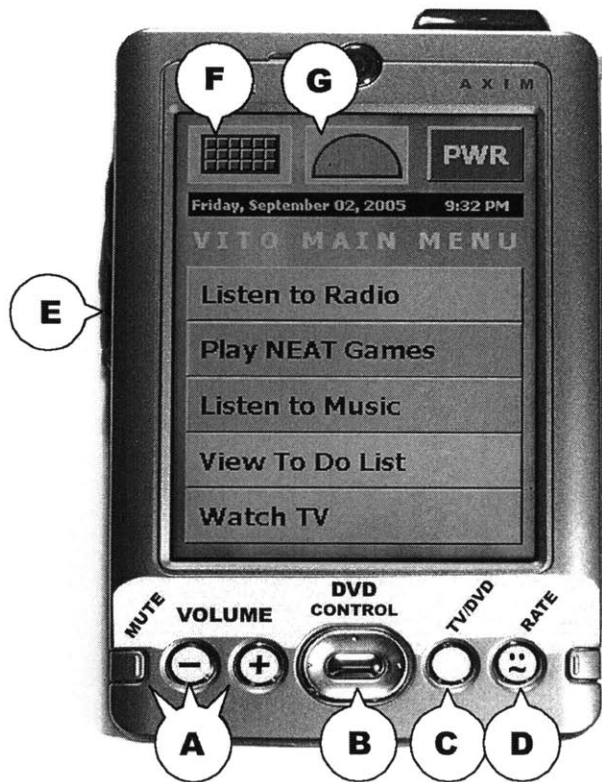 F
G
AXIM
PWR
Friday, September 02, 2005 9:32 PM
VITO MAIN MENU
E
Listen to Radio
Play NEAT Games
Listen to Music
View To Do List
Watch TV
MUTE
VOLUME
DVD
CONTROL
TV/DVD
RATE
A
B
C
D